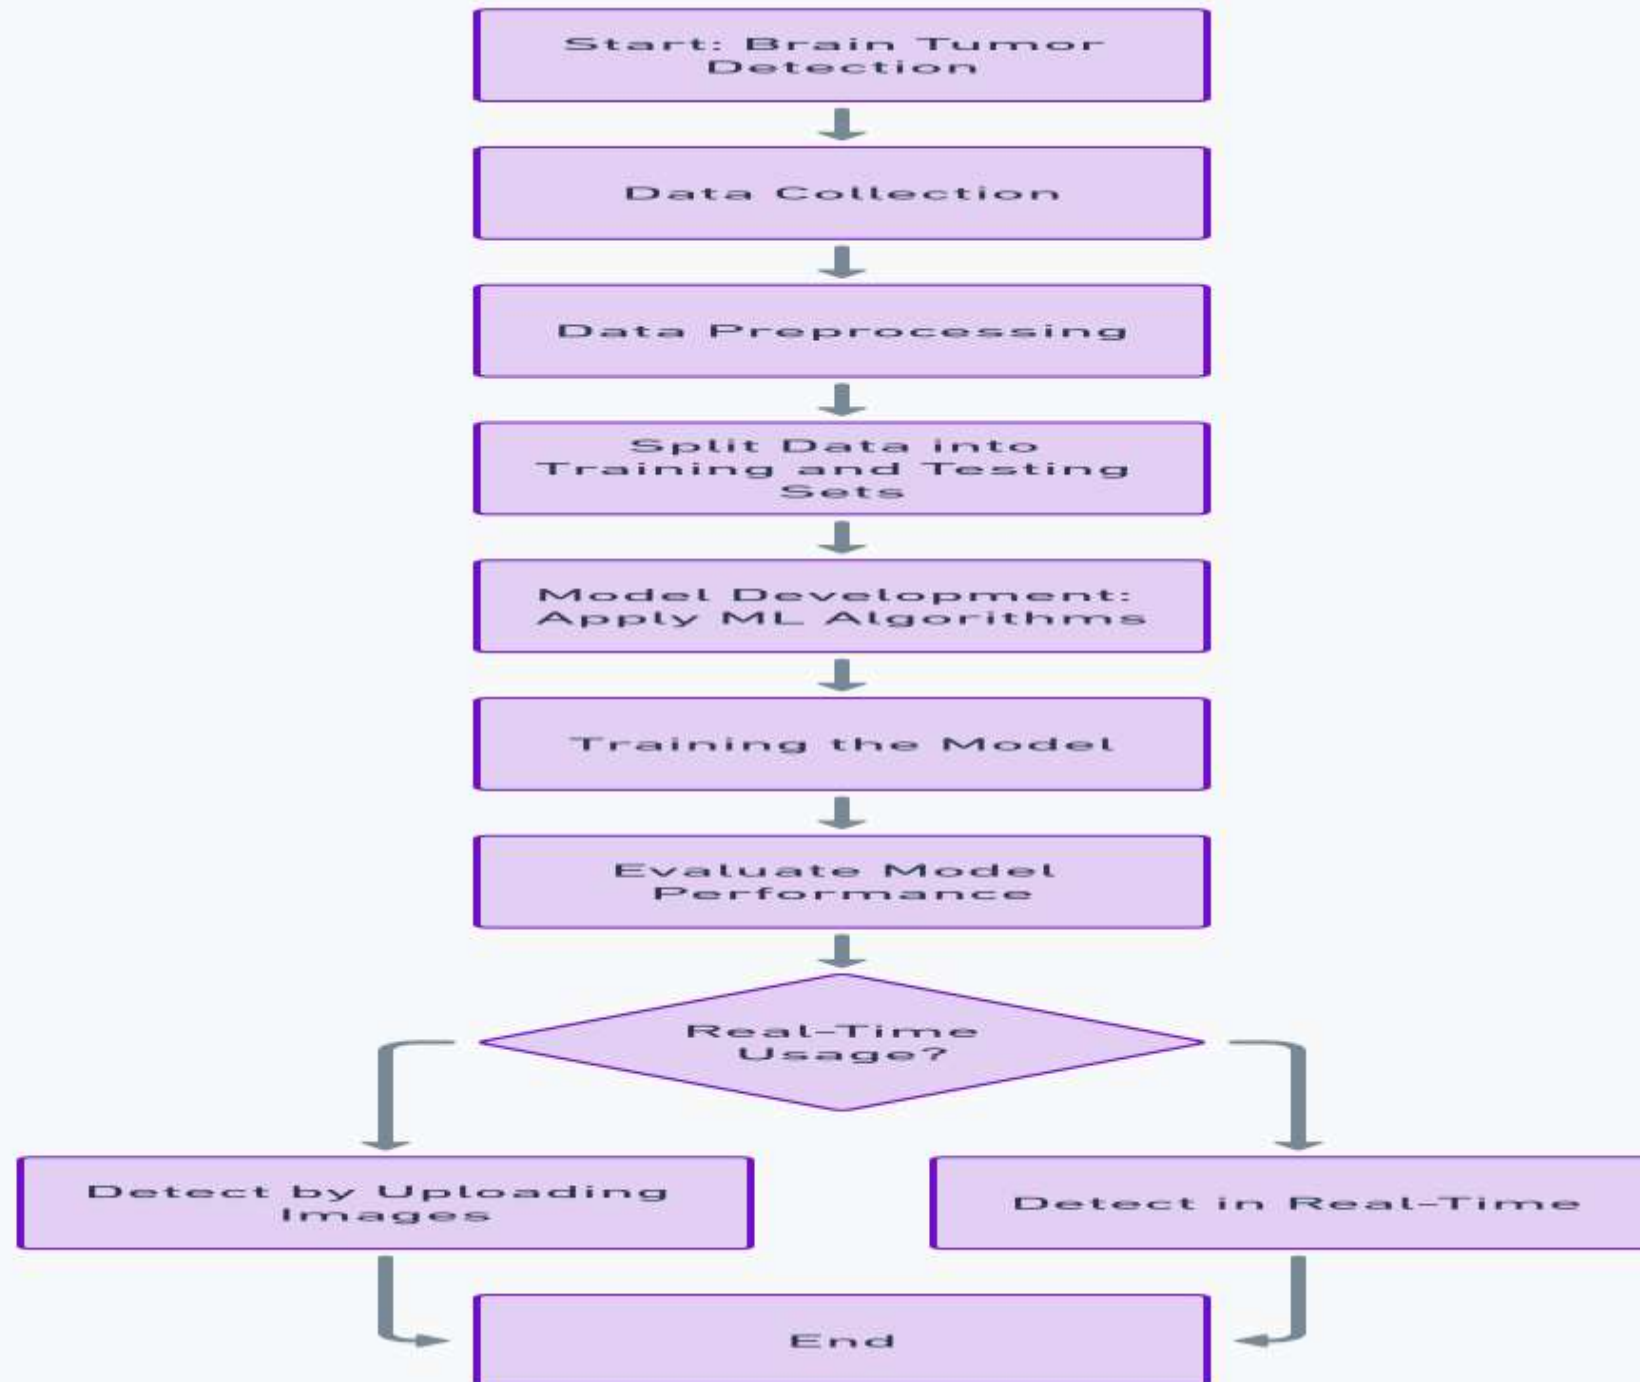 Start: Brain Tumor
Detection
Data Collection
Data Preprocessing
Split Data into
Training and Testing
Sets
Model Development:
Apply ML Algorithms
Training the Model
Evaluate Model
Performance
Real-Time
Usage?
Detect by Uploading
Images
Detect in Real-Time
End